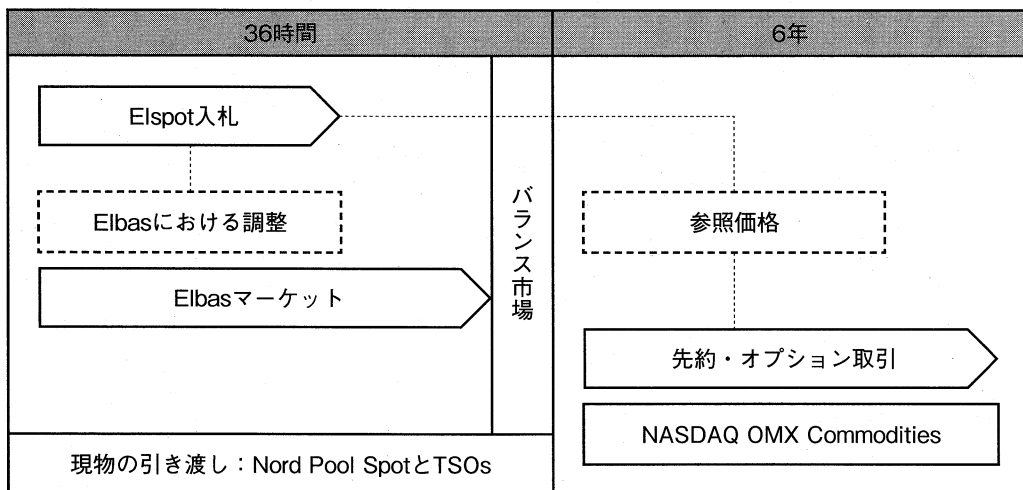 36時間
6年
Elspot入札
Elbasにおける調整
Elbasマーケット
バランス市場
参照価格
先約・オプション取引
NASDAQ OMX Commodities
現物の引き渡し：Nord Pool SpotとTSOs